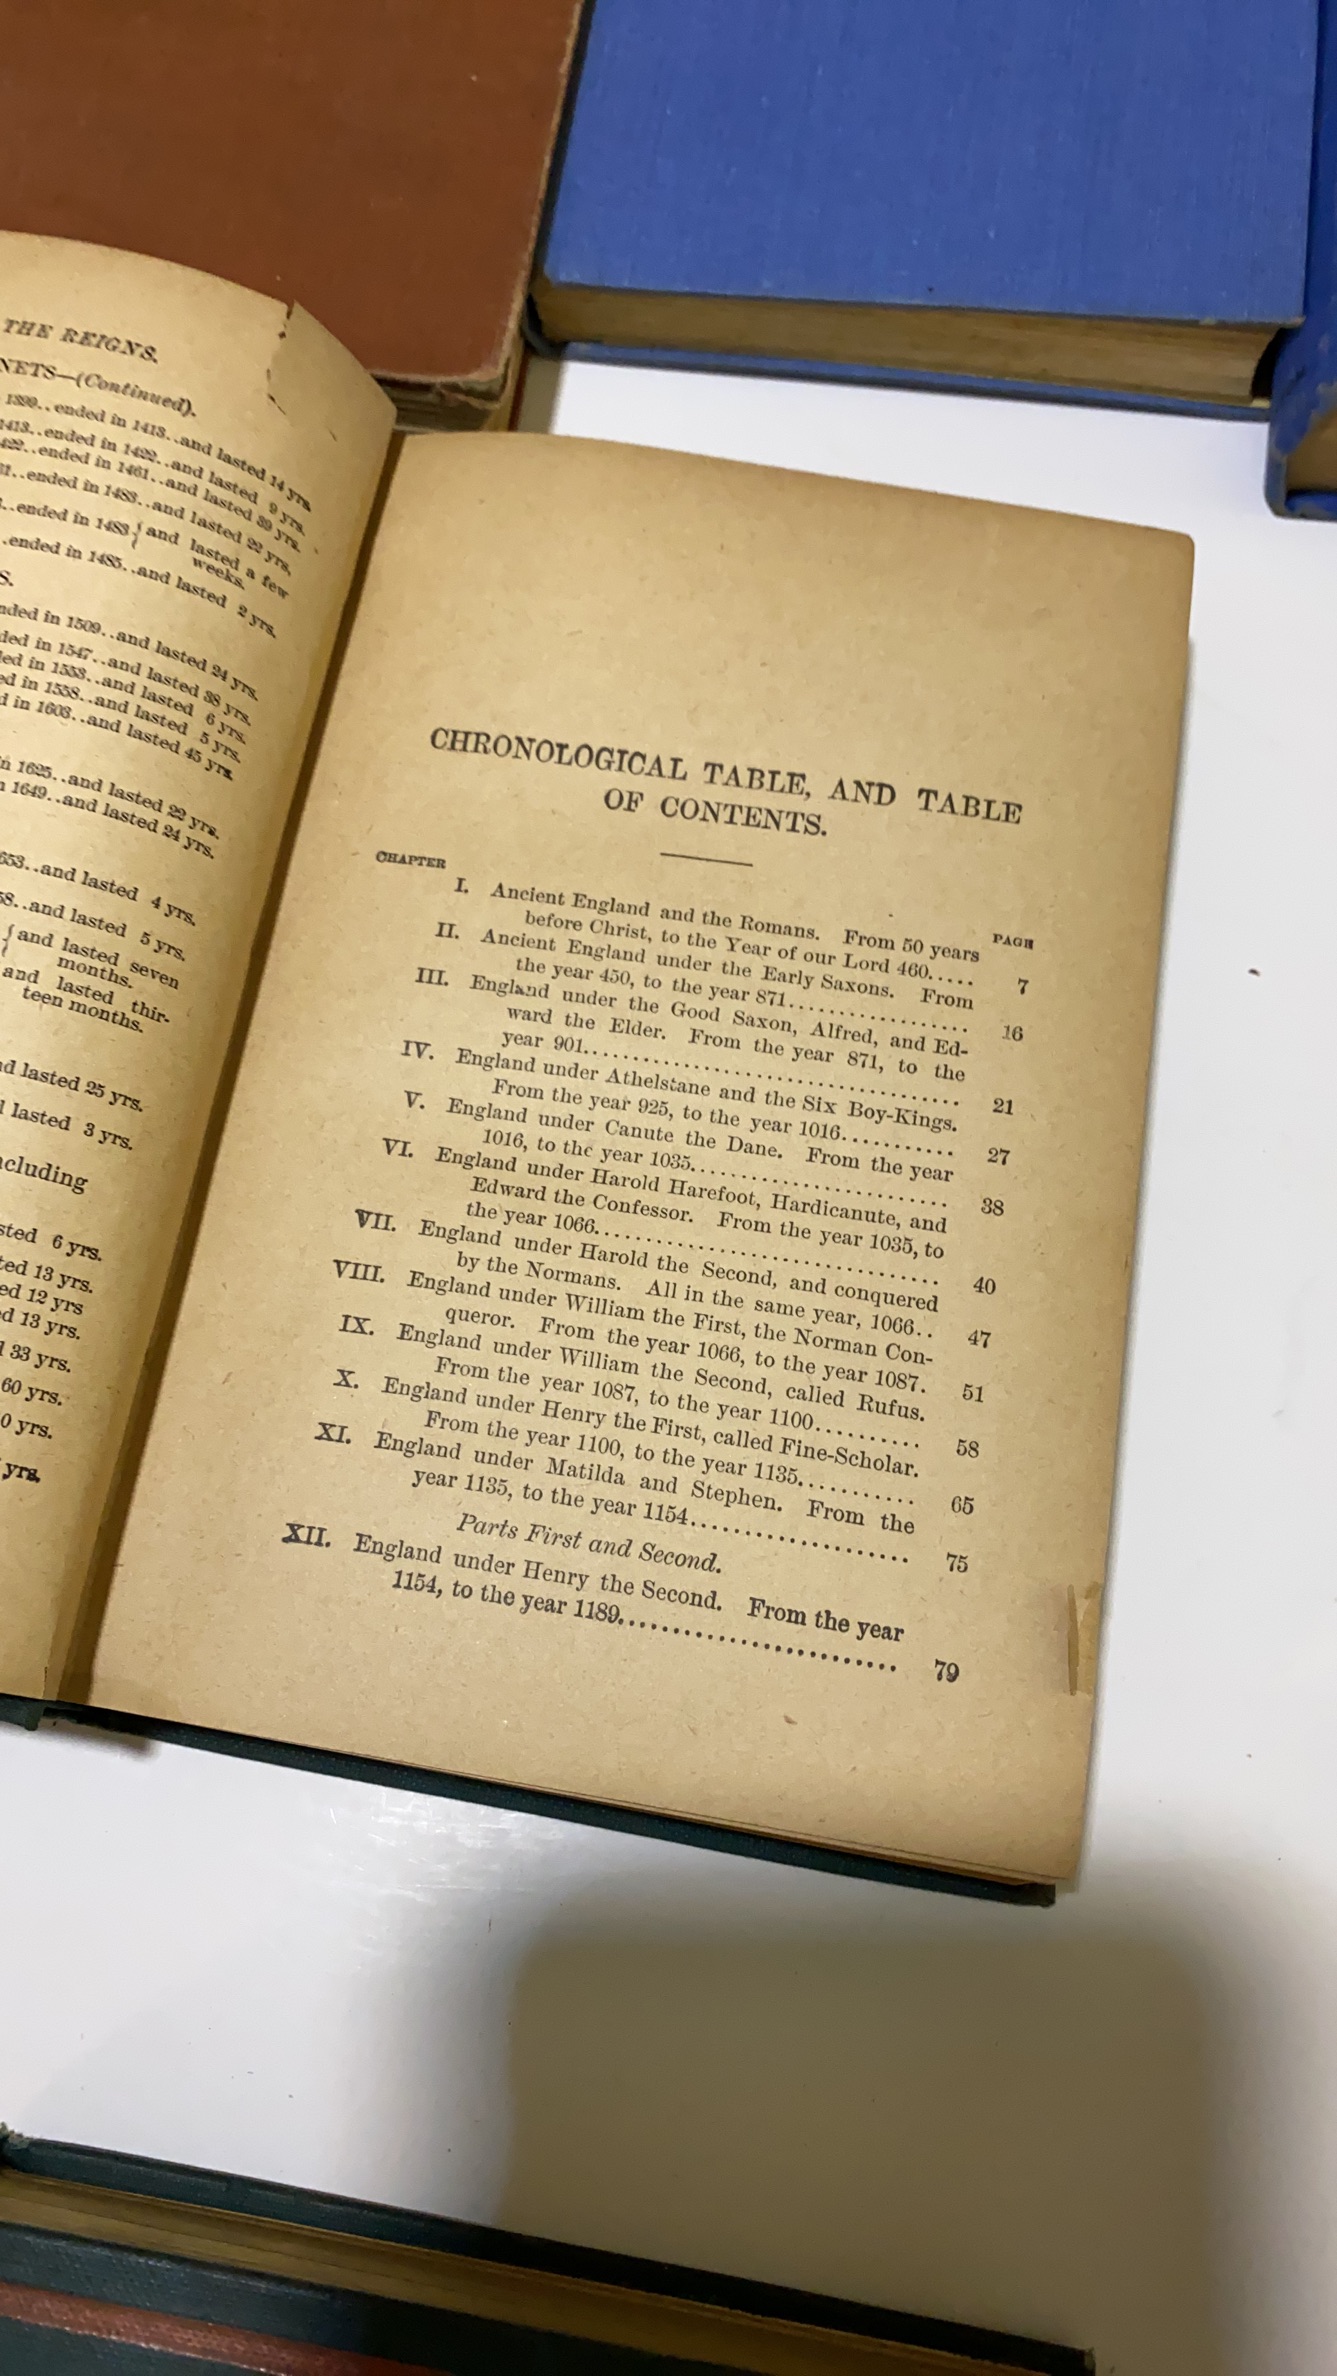 THE REIGNS.
NETS—(Continued).
1399..ended in 1413..and lasted 14 yrs.
1413..ended in 1422..and lasted 9 yrs.
422..ended in 1461..and lasted 39 yrs.
61..ended in 1483..and lasted 22 yrs.
..ended in 1483 { and lasted a few
weeks.
.ended in 1485..and lasted 2 yrs.
S.
nded in 1509..and lasted 24 yrs.
ded in 1547..and lasted 38 yrs.
ed in 1553..and lasted 6 yrs.
ed in 1558..and lasted 5 yrs.
d in 1603..and lasted 45 yrs.
in 1625..and lasted 22 yrs.
n 1649..and lasted 24 yrs.
653..and lasted 4 yrs.
58..and lasted 5 yrs.
{ and lasted seven
months.
and lasted thir-
teen months.
nd lasted 25 yrs.
lasted 3 yrs.
ncluding
sted 6 yrs.
ted 13 yrs.
ed 12 yrs
d 13 yrs.
33 yrs.
60 yrs.
0 yrs.
yrs.
CHRONOLOGICAL TABLE, AND TABLE
OF CONTENTS.
CHAPTER
PAGE
I. Ancient England and the Romans. From 50 years
before Christ, to the Year of our Lord 460..... 7
II. Ancient England under the Early Saxons. From
the year 450, to the year 871.................. 16
III. England under the Good Saxon, Alfred, and Ed-
ward the Elder. From the year 871, to the
year 901...................................... 21
IV. England under Athelstane and the Six Boy-Kings.
From the year 925, to the year 1016........... 27
V. England under Canute the Dane. From the year
1016, to the year 1035......................... 38
VI. England under Harold Harefoot, Hardicanute, and
Edward the Confessor. From the year 1035, to
the year 1066.................................. 40
VII. England under Harold the Second, and conquered
by the Normans. All in the same year, 1066.. 47
VIII. England under William the First, the Norman Con-
queror. From the year 1066, to the year 1087. 51
IX. England under William the Second, called Rufus.
From the year 1087, to the year 1100.......... 58
X. England under Henry the First, called Fine-Scholar.
From the year 1100, to the year 1135........... 65
XI. England under Matilda and Stephen. From the
year 1135, to the year 1154.................... 75
Parts First and Second.
XII. England under Henry the Second. From the year
1154, to the year 1189......................... 79